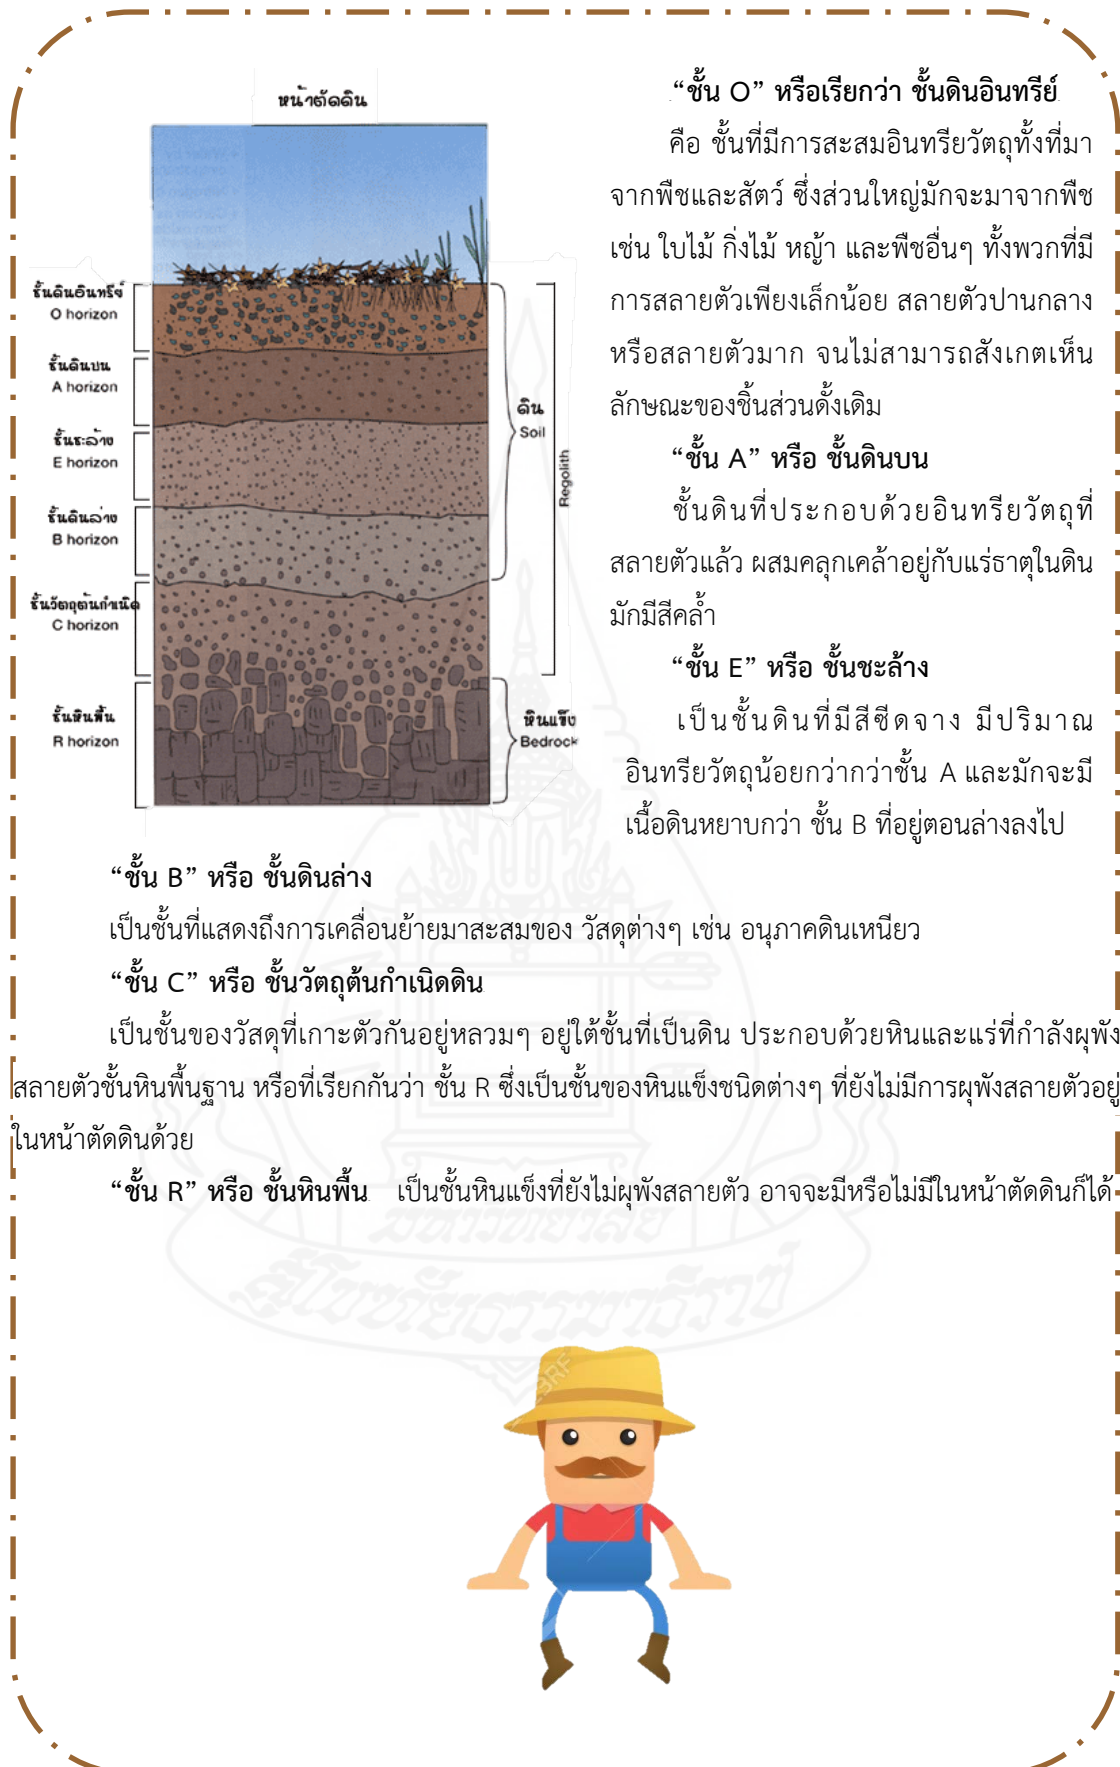 หน้าตัดดิน
ชั้นดินอินทรีย์
O horizon
ชั้นดินบน
A horizon
ชั้นชะล้าง
E horizon
ชั้นดินล่าง
B horizon
ชั้นวัตถุต้นกำเนิด
C horizon
ชั้นหินพื้น
R horizon
ดิน
Soil
Regolith
หินแข็ง
Bedrock
“ชั้น O” หรือเรียกว่า ชั้นดินอินทรีย์
คือ ชั้นที่มีการสะสมอินทรียวัตถุทั้งที่มา
จากพืชและสัตว์ ซึ่งส่วนใหญ่มักจะมาจากพืช
เช่น ใบไม้ กิ่งไม้ หญ้า และพืชอื่นๆ ทั้งพวกที่มี
การสลายตัวเพียงเล็กน้อย สลายตัวปานกลาง
หรือสลายตัวมาก จนไม่สามารถสังเกตเห็น
ลักษณะของชิ้นส่วนดั้งเดิม
“ชั้น A” หรือ ชั้นดินบน
ชั้นดินที่ประกอบด้วยอินทรียวัตถุที่
สลายตัวแล้ว ผสมคลุกเคล้าอยู่กับแร่ธาตุในดิน
มักมีสีคล้ำ
“ชั้น E” หรือ ชั้นชะล้าง
เป็นชั้นดินที่มีสีซีดจาง มีปริมาณ
อินทรียวัตถุน้อยกว่ากว่าชั้น A และมักจะมี
เนื้อดินหยาบกว่า ชั้น B ที่อยู่ตอนล่างลงไป
“ชั้น B” หรือ ชั้นดินล่าง
เป็นชั้นที่แสดงถึงการเคลื่อนย้ายมาสะสมของ วัสดุต่างๆ เช่น อนุภาคดินเหนียว
“ชั้น C” หรือ ชั้นวัตถุต้นกำเนิดดิน
เป็นชั้นของวัสดุที่เกาะตัวกันอยู่หลวมๆ อยู่ใต้ชั้นที่เป็นดิน ประกอบด้วยหินและแร่ที่กำลังผุพัง
สลายตัวชั้นหินพื้นฐาน หรือที่เรียกกันว่า ชั้น R ซึ่งเป็นชั้นของหินแข็งชนิดต่างๆ ที่ยังไม่มีการผุพังสลายตัวอยู่
ในหน้าตัดดินด้วย
“ชั้น R” หรือ ชั้นหินพื้น เป็นชั้นหินแข็งที่ยังไม่ผุพังสลายตัว อาจจะมีหรือไม่มีในหน้าตัดดินก็ได้
มหาวิทยาลัย
สุโขทัยธรรมาธิราช